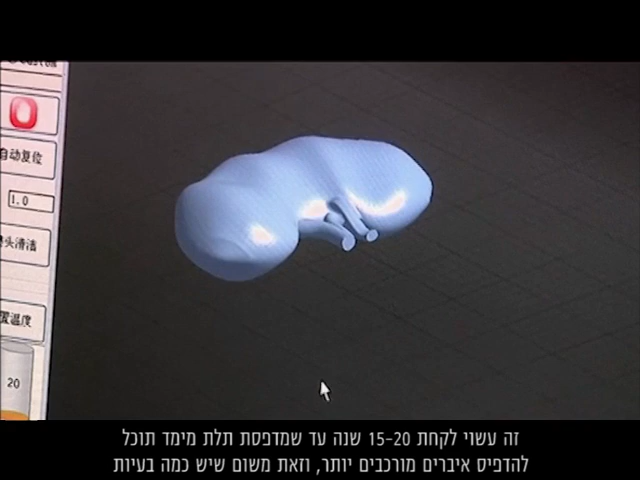 自动复位
1.0
头清洁
置温度
20
זה עשוי לקחת 15-20 שנה עד שמדפסת תלת מימד תוכל
להדפיס איברים מורכבים יותר, וזאת משום שיש כמה בעיות